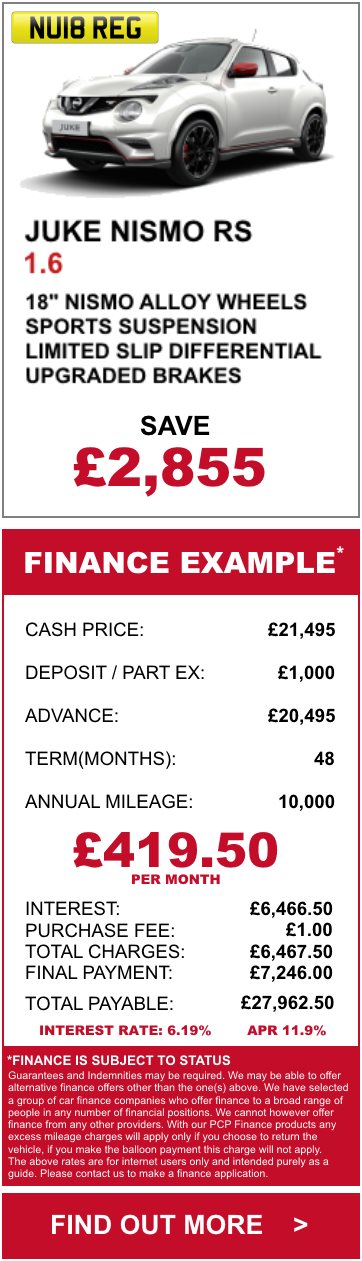 NU18 REG
JUKE
JUKE NISMO RS
1.6
18" NISMO ALLOY WHEELS
SPORTS SUSPENSION
LIMITED SLIP DIFFERENTIAL
UPGRADED BRAKES
SAVE
£2,855
FINANCE EXAMPLE*
CASH PRICE: £21,495
DEPOSIT / PART EX: £1,000
ADVANCE: £20,495
TERM(MONTHS): 48
ANNUAL MILEAGE: 10,000
£419.50
PER MONTH
INTEREST: £6,466.50
PURCHASE FEE: £1.00
TOTAL CHARGES: £6,467.50
FINAL PAYMENT: £7,246.00
TOTAL PAYABLE: £27,962.50
INTEREST RATE: 6.19% APR 11.9%
*FINANCE IS SUBJECT TO STATUS
Guarantees and Indemnities may be required. We may be able to offer
alternative finance offers other than the one(s) above. We have selected
a group of car finance companies who offer finance to a broad range of
people in any number of financial positions. We cannot however offer
finance from any other providers. With our PCP Finance products any
excess mileage charges will apply only if you choose to return the
vehicle, if you make the balloon payment this charge will not apply.
The above rates are for internet users only and intended purely as a
guide. Please contact us to make a finance application.
FIND OUT MORE >